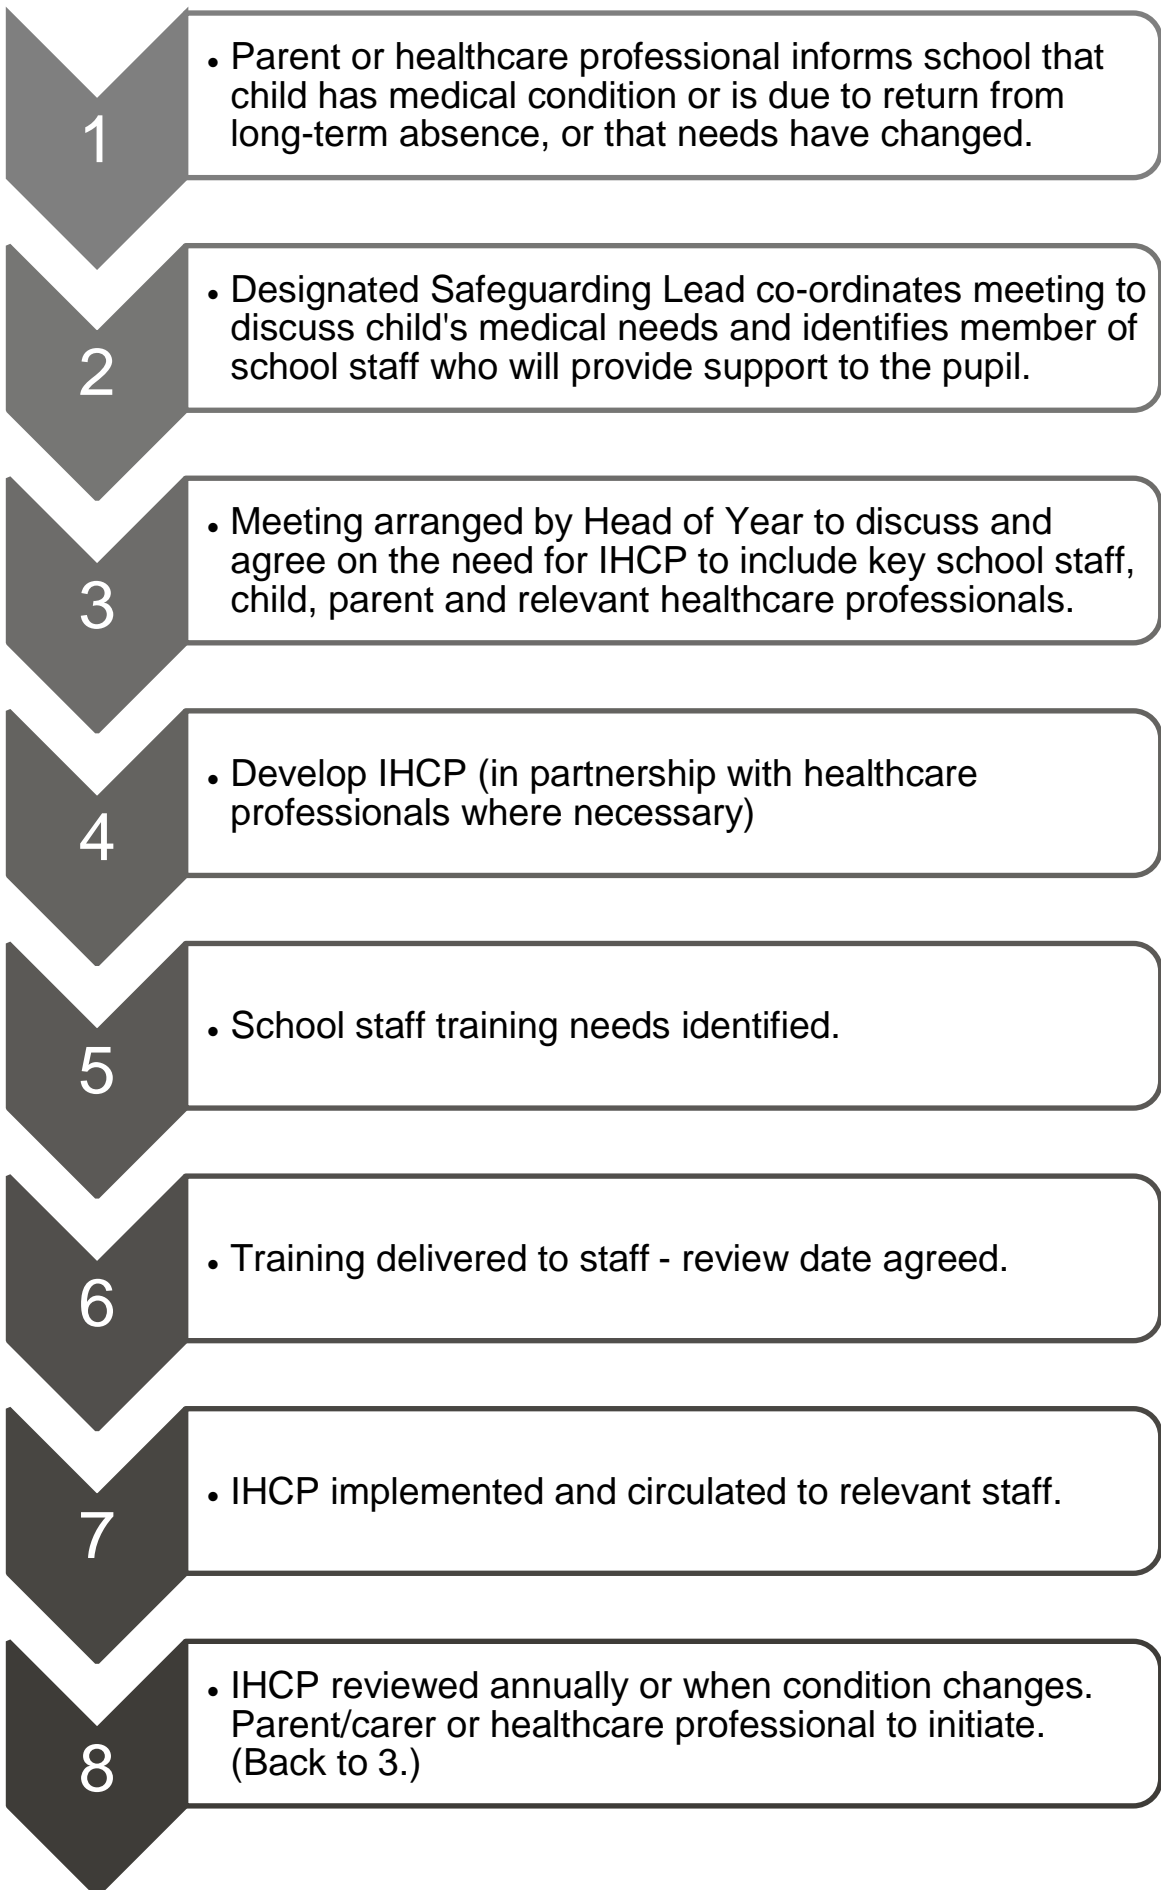 1
• Parent or healthcare professional informs school that
child has medical condition or is due to return from
long-term absence, or that needs have changed.
2
• Designated Safeguarding Lead co-ordinates meeting to
discuss child's medical needs and identifies member of
school staff who will provide support to the pupil.
3
• Meeting arranged by Head of Year to discuss and
agree on the need for IHCP to include key school staff,
child, parent and relevant healthcare professionals.
4
• Develop IHCP (in partnership with healthcare
professionals where necessary)
5
• School staff training needs identified.
6
• Training delivered to staff - review date agreed.
7
• IHCP implemented and circulated to relevant staff.
8
• IHCP reviewed annually or when condition changes.
Parent/carer or healthcare professional to initiate.
(Back to 3.)